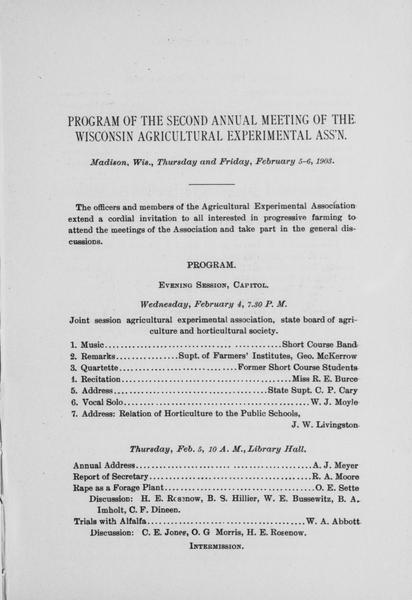 PROGRAM OF THE SECOND ANNUAL MEETING OF THE
WISCONSIN AGRICULTURAL EXPERIMENTAL ASS'N.
Madison, Wis., Thursday and Friday, February 5-6, 1903.
The officers and members of the Agricultural Experimental Association
extend a cordial invitation to all interested in progressive farming to
attend the meetings of the Association and take part in the general dis-
cussions.
PROGRAM.
EVENING SESSION, CAPITOL.
Wednesday, February 4, 7.30 P. M.
Joint session agricultural experimental association, state board of agri-
culture and horticultural society.
1. Music................................................Short Course Band
2. Remarks...............Supt. of Farmers' Institutes, Geo. McKerrow
3. Quartette..............................Former Short Course Students
4. Recitation..........................................Miss R. E. Burce
5. Address.....................................State Supt. C. P. Cary
6. Vocal Solo..............................................W. J. Moyle
7. Address: Relation of Horticulture to the Public Schools,
J. W. Livingston.
Thursday, Feb. 5, 10 A. M., Library Hall.
Annual Address...........................................A. J. Meyer
Report of Secretary.......................................R. A. Moore
Rape as a Forage Plant.....................................O. E. Sette
Discussion: H. E. Rosenow, B. S. Hillier, W. E. Bussewitz, B. A.
Imholt, C. F. Dineen.
Trials with Alfalfa........................................W. A. Abbott
Discussion: C. E. Jones, O. G Morris, H. E. Rosenow.
INTERMISSION.